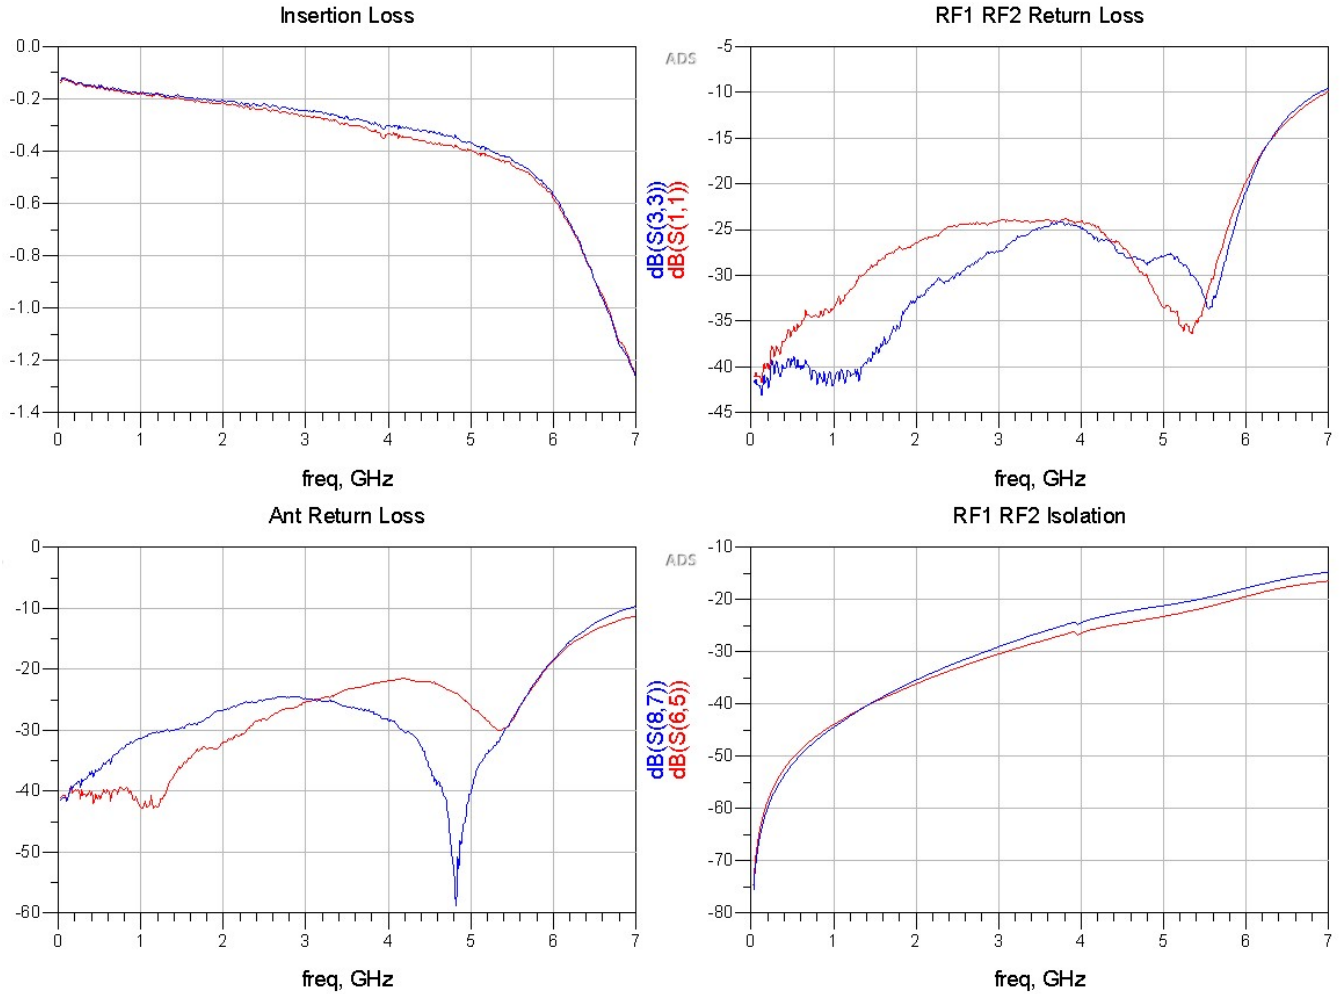 Insertion Loss
0.0
-0.2
-0.4
-0.6
-0.8
-1.0
-1.2
-1.4
0 1 2 3 4 5 6 7
freq, GHz
RF1 RF2 Return Loss
ADS
dB(S(3,3))
dB(S(1,1))
-5
-10
-15
-20
-25
-30
-35
-40
-45
0 1 2 3 4 5 6 7
freq, GHz
Ant Return Loss
0
-10
-20
-30
-40
-50
-60
0 1 2 3 4 5 6 7
freq, GHz
RF1 RF2 Isolation
ADS
dB(S(8,7))
dB(S(6,5))
-10
-20
-30
-40
-50
-60
-70
-80
0 1 2 3 4 5 6 7
freq, GHz